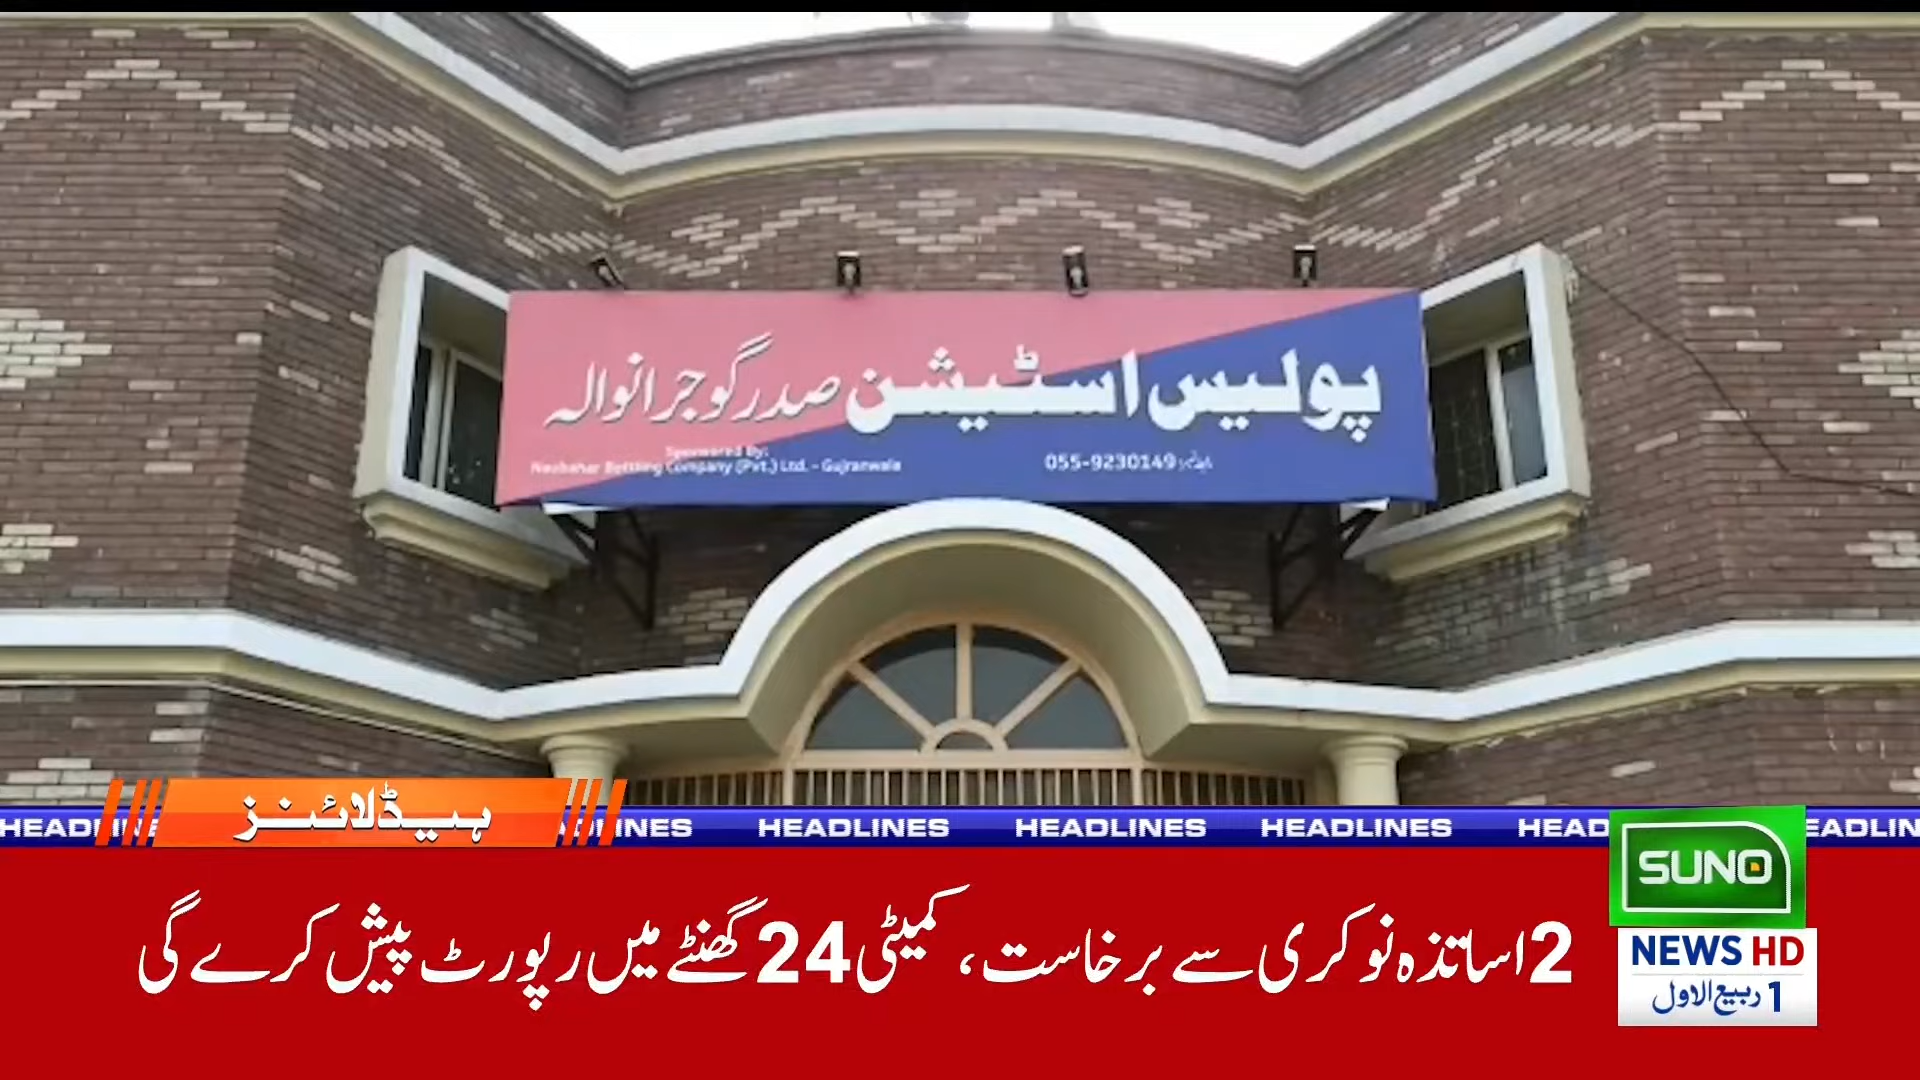 پولیس اسٹیشن صدر گوجرانوالہ
Sponsored By:
Naubahar Bottling Company (Pvt.) Ltd. - Gujranwala
055-9230149
ہیڈلائنز
HEADLINES HEADLINES HEADLINES HEADLINES
SUNO
NEWS HD
1 ربیع الاول
2 اساتذہ نوکری سے برخاست، کمیٹی 24 گھنٹے میں رپورٹ پیش کرے گی